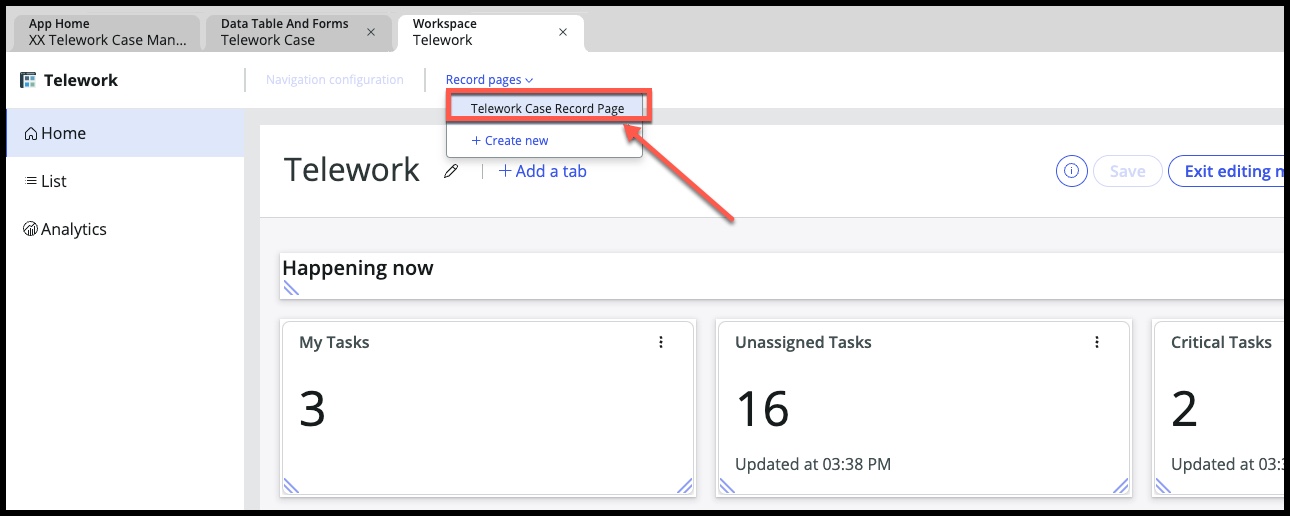 App Home
XX Telework Case Man...
Data Table And Forms
Telework Case
Workspace
Telework
Telework
Navigation configuration
Record pages
Telework Case Record Page
+ Create new
Home
List
Analytics
Telework
+ Add a tab
Save
Exit editing m
Happening now
My Tasks
3
Unassigned Tasks
16
Updated at 03:38 PM
Critical Tasks
2
Updated at 03:3